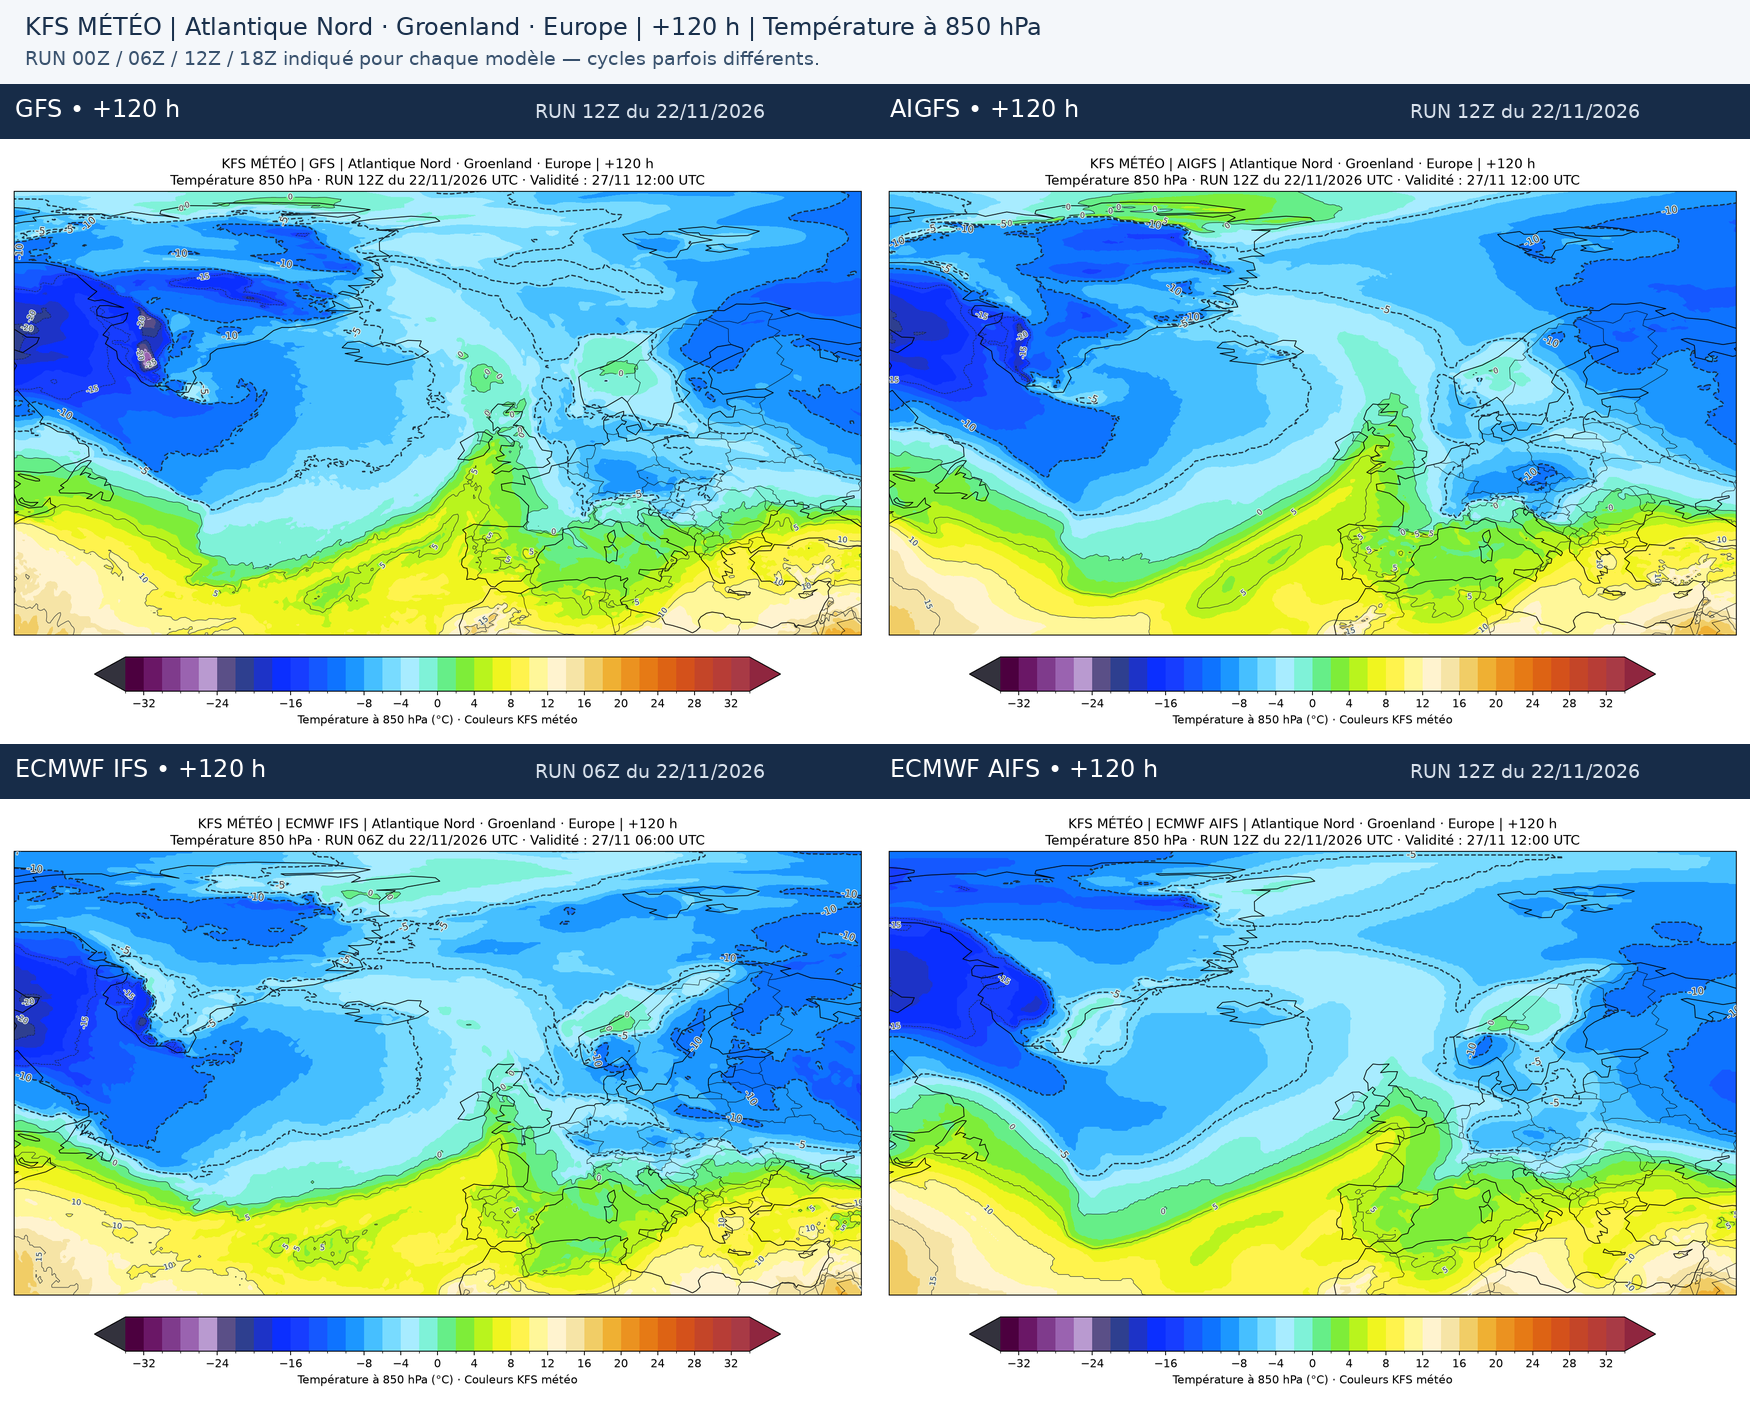 KFS MÉTÉO | Atlantique Nord · Groenland · Europe | +120 h | Température à 850 hPa
RUN 00Z / 06Z / 12Z / 18Z indiqué pour chaque modèle — cycles parfois différents.
GFS • +120 h
RUN 12Z du 22/11/2026
AIGFS • +120 h
RUN 12Z du 22/11/2026
KFS MÉTÉO | GFS | Atlantique Nord · Groenland · Europe | +120 h
Température 850 hPa · RUN 12Z du 22/11/2026 UTC · Validité : 27/11 12:00 UTC
KFS MÉTÉO | AIGFS | Atlantique Nord · Groenland · Europe | +120 h
Température 850 hPa · RUN 12Z du 22/11/2026 UTC · Validité : 27/11 12:00 UTC
−32 −24 −16 −8 −4 0 4 8 12 16 20 24 28 32
Température à 850 hPa (°C) · Couleurs KFS météo
−32 −24 −16 −8 −4 0 4 8 12 16 20 24 28 32
Température à 850 hPa (°C) · Couleurs KFS météo
ECMWF IFS • +120 h
RUN 06Z du 22/11/2026
ECMWF AIFS • +120 h
RUN 12Z du 22/11/2026
KFS MÉTÉO | ECMWF IFS | Atlantique Nord · Groenland · Europe | +120 h
Température 850 hPa · RUN 06Z du 22/11/2026 UTC · Validité : 27/11 06:00 UTC
KFS MÉTÉO | ECMWF AIFS | Atlantique Nord · Groenland · Europe | +120 h
Température 850 hPa · RUN 12Z du 22/11/2026 UTC · Validité : 27/11 12:00 UTC
−32 −24 −16 −8 −4 0 4 8 12 16 20 24 28 32
Température à 850 hPa (°C) · Couleurs KFS météo
−32 −24 −16 −8 −4 0 4 8 12 16 20 24 28 32
Température à 850 hPa (°C) · Couleurs KFS météo